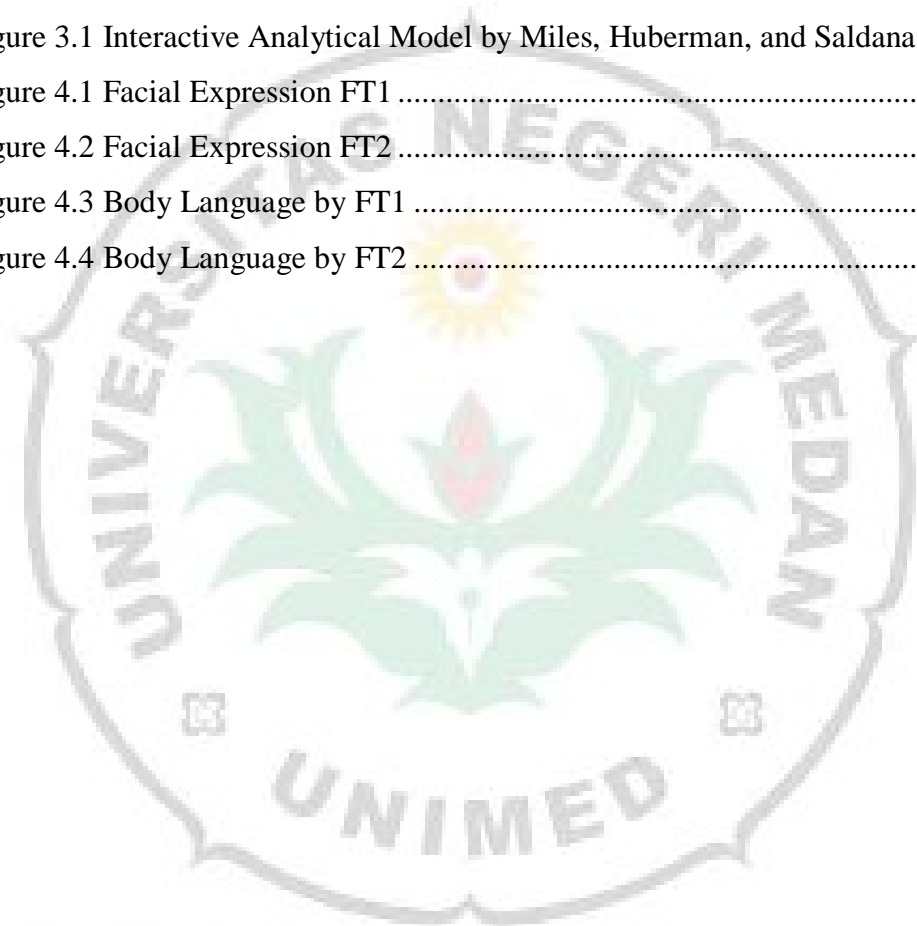 gure 3.1 Interactive Analytical Model by Miles, Huberman, and Saldana
gure 4.1 Facial Expression FT1 ....................................................................................
gure 4.2 Facial Expression FT2 ....................................................................................
gure 4.3 Body Language by FT1 .................................................................................
gure 4.4 Body Language by FT2 .................................................................................
UNIVERSITAS NEGERI MEDAN
UNIMED